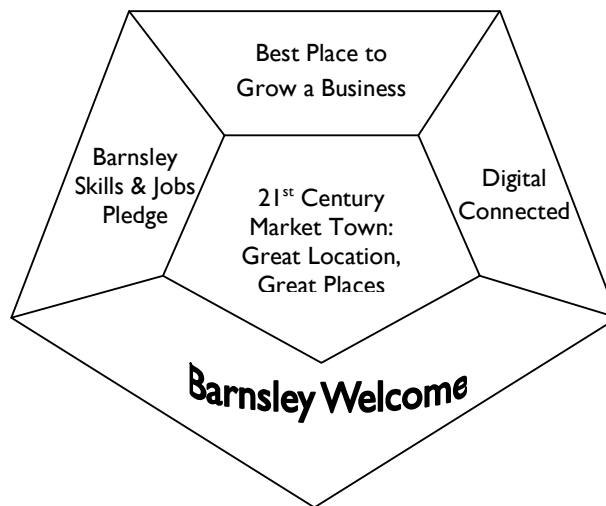 Best Place to
Grow a Business
Barnsley
Skills & Jobs
Pledge
21st Century
Market Town:
Great Location,
Great Places
Digital
Connected
Barnsley Welcome